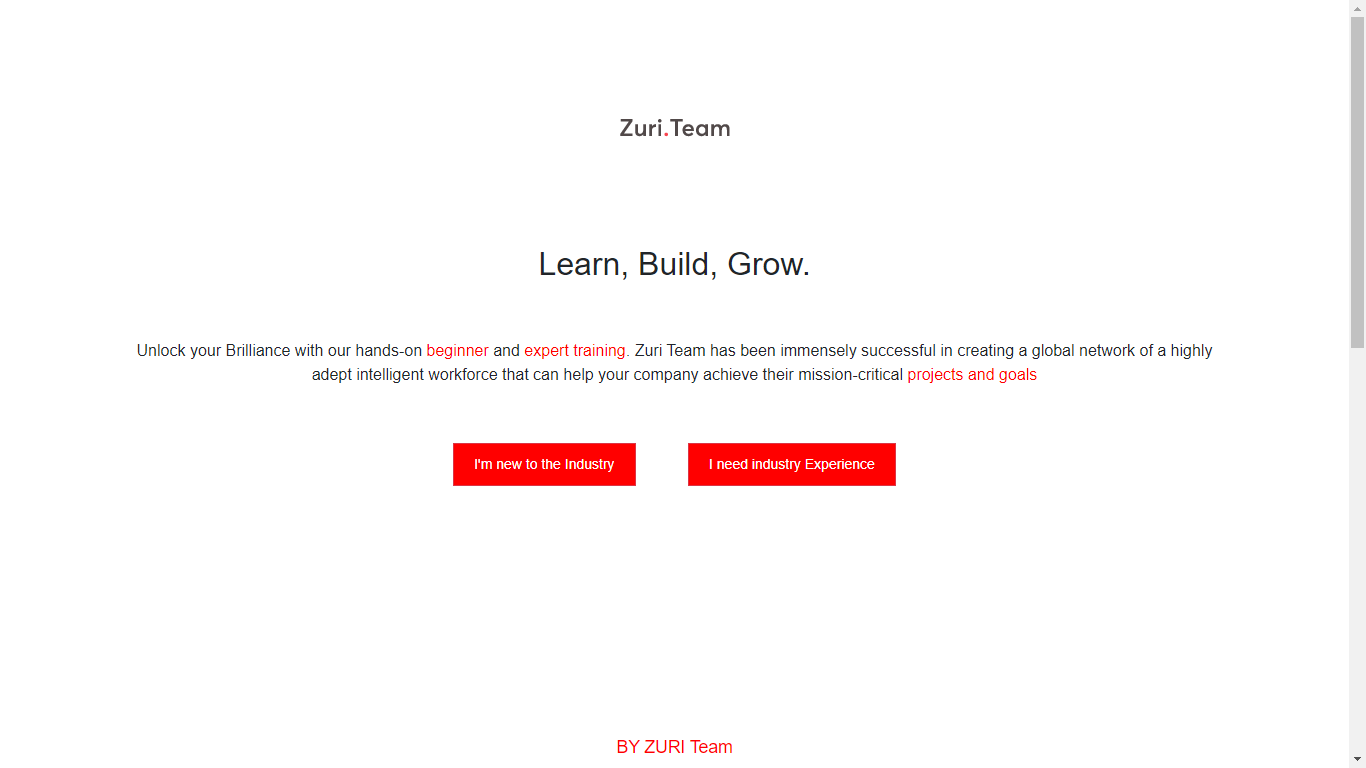 Zuri.Team
Learn, Build, Grow.
Unlock your Brilliance with our hands-on beginner and expert training. Zuri Team has been immensely successful in creating a global network of a highly
adept intelligent workforce that can help your company achieve their mission-critical projects and goals
I'm new to the Industry
I need industry Experience
BY ZURI Team